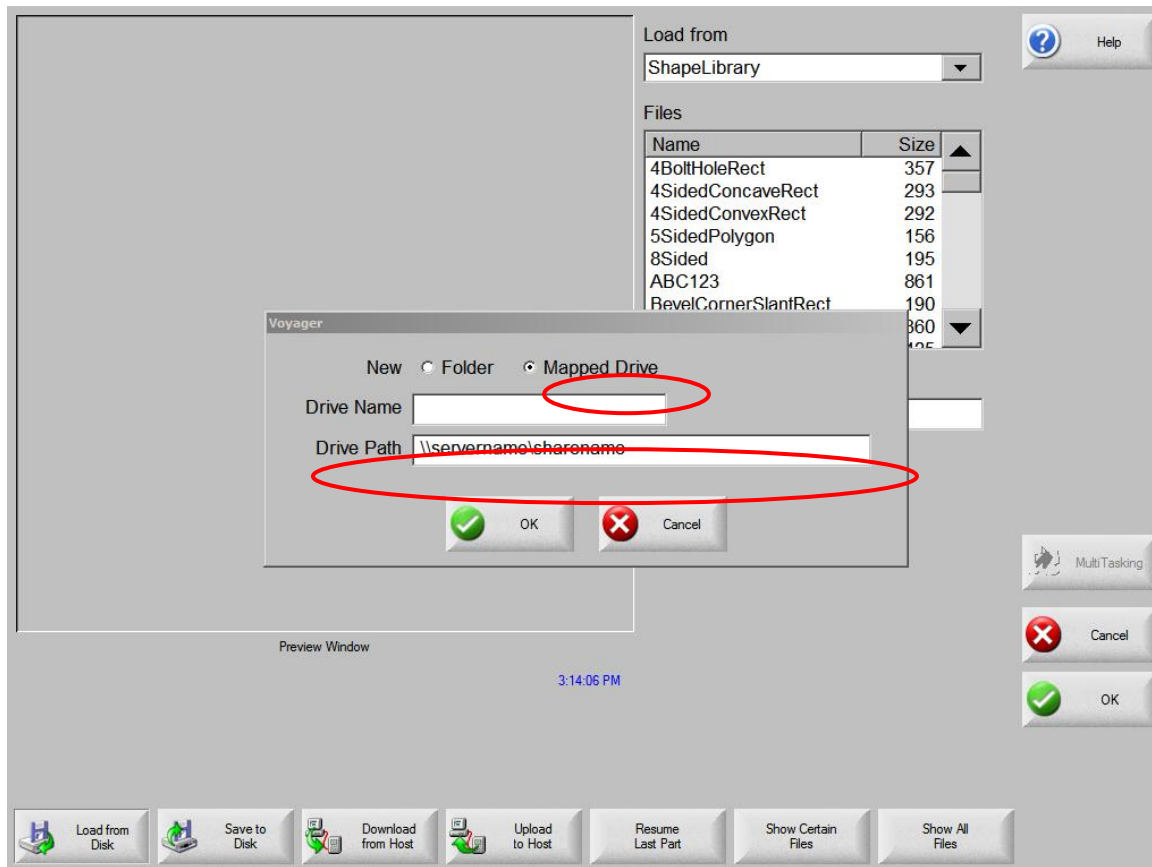 Load from
ShapeLibrary
Help
Files
Name Size
4BoltHoleRect 357
4SidedConcaveRect 293
4SidedConvexRect 292
5SidedPolygon 156
8Sided 195
ABC123 861
BevelCornerSlantRect 190
360
Voyager
New Folder Mapped Drive
Drive Name
Drive Path \\servername\sharename
OK Cancel
MultiTasking
Preview Window
Cancel
3:14:06 PM
OK
Load from
Disk
Save to
Disk
Download
from Host
Upload
to Host
Resume
Last Part
Show Certain
Files
Show All
Files